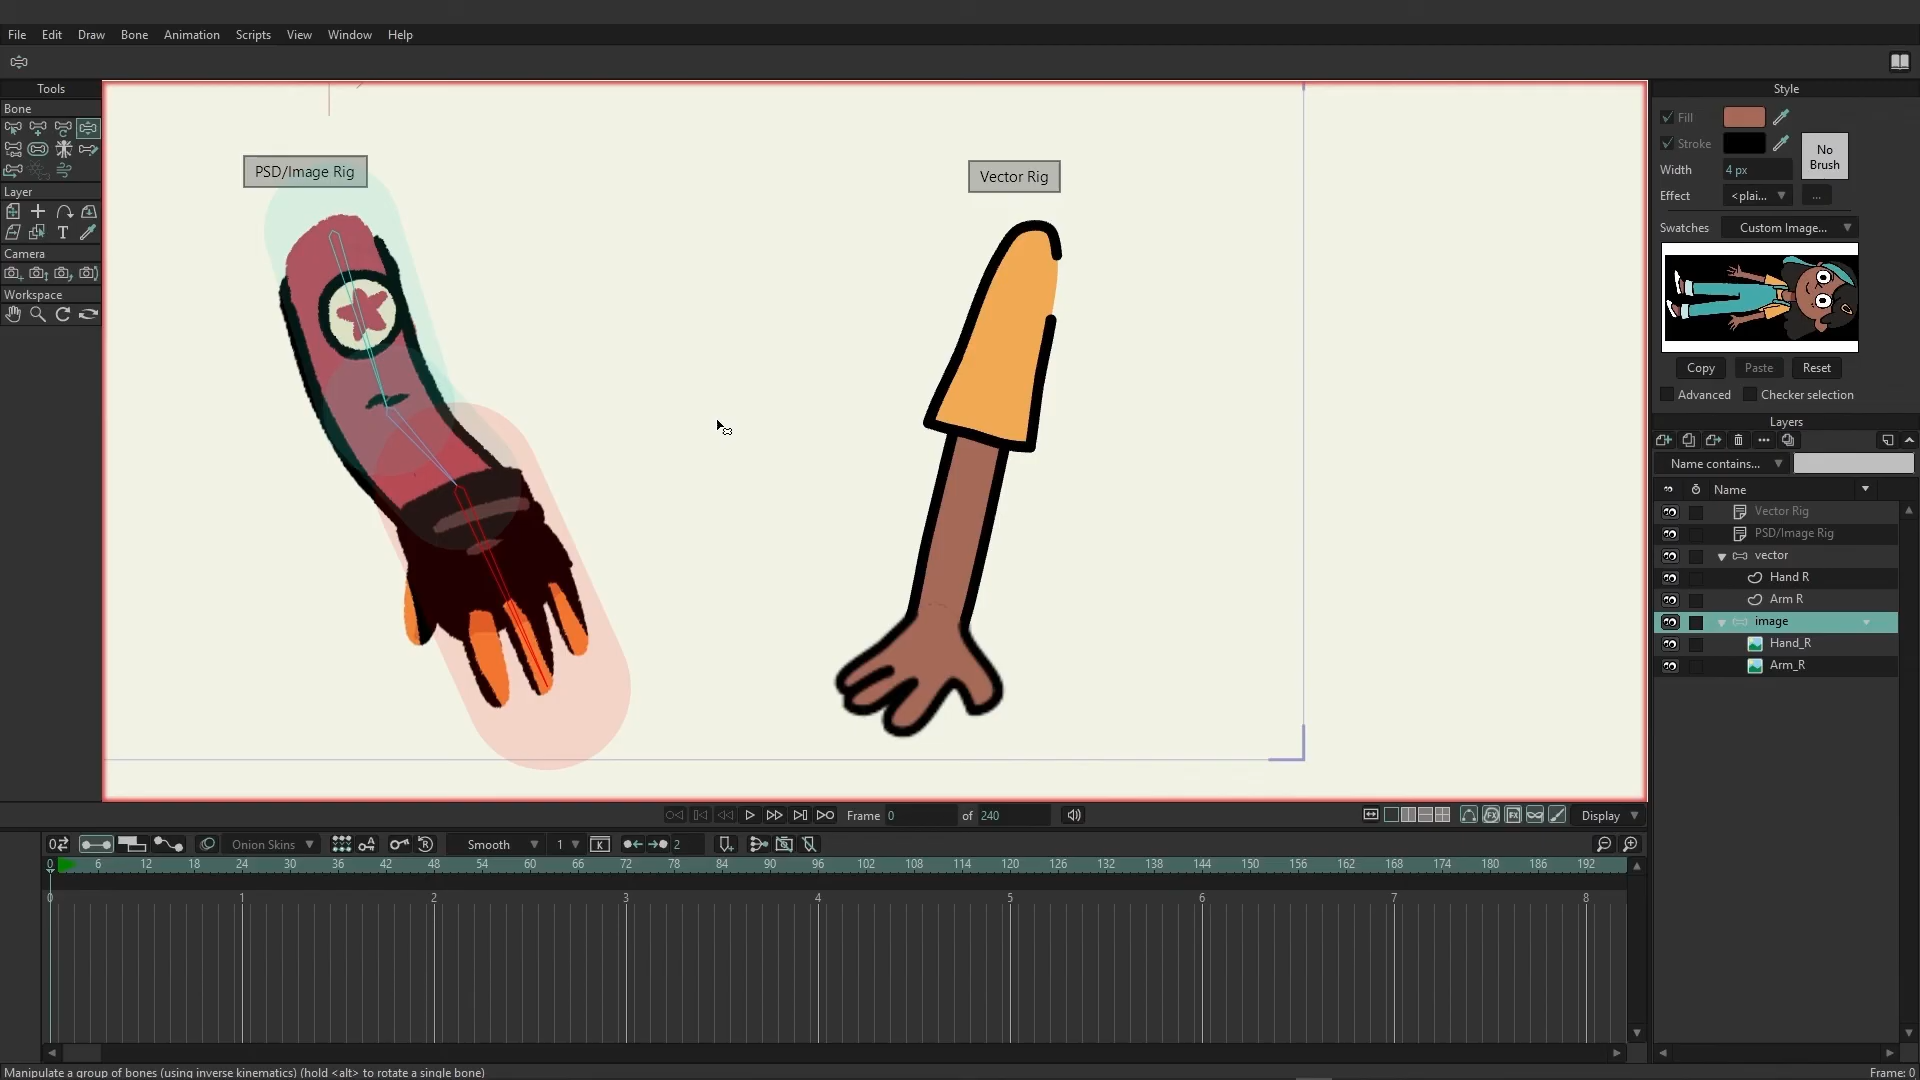 File Edit Draw Bone Animation Scripts View Window Help
Tools
Bone
Layer
T
Camera
Workspace
PSD/Image Rig
Vector Rig
Style
Fill
Stroke
No Brush
Width 4 px
Effect <plai... ...
Swatches Custom Image...
Copy Paste Reset
Advanced Checker selection
Layers
Name contains...
Name
Vector Rig
PSD/Image Rig
vector
Hand R
Arm R
image
Hand_R
Arm_R
Frame 0 of 240
Display
Onion Skins Smooth 1 K 2
0 6 12 18 24 30 36 42 48 54 60 66 72 78 84 90 96 102 108 114 120 126 132 138 144 150 156 162 168 174 180 186 192
0 1 2 3 4 5 6 7 8
Manipulate a group of bones (using inverse kinematics) (hold <alt> to rotate a single bone)
Frame: 0